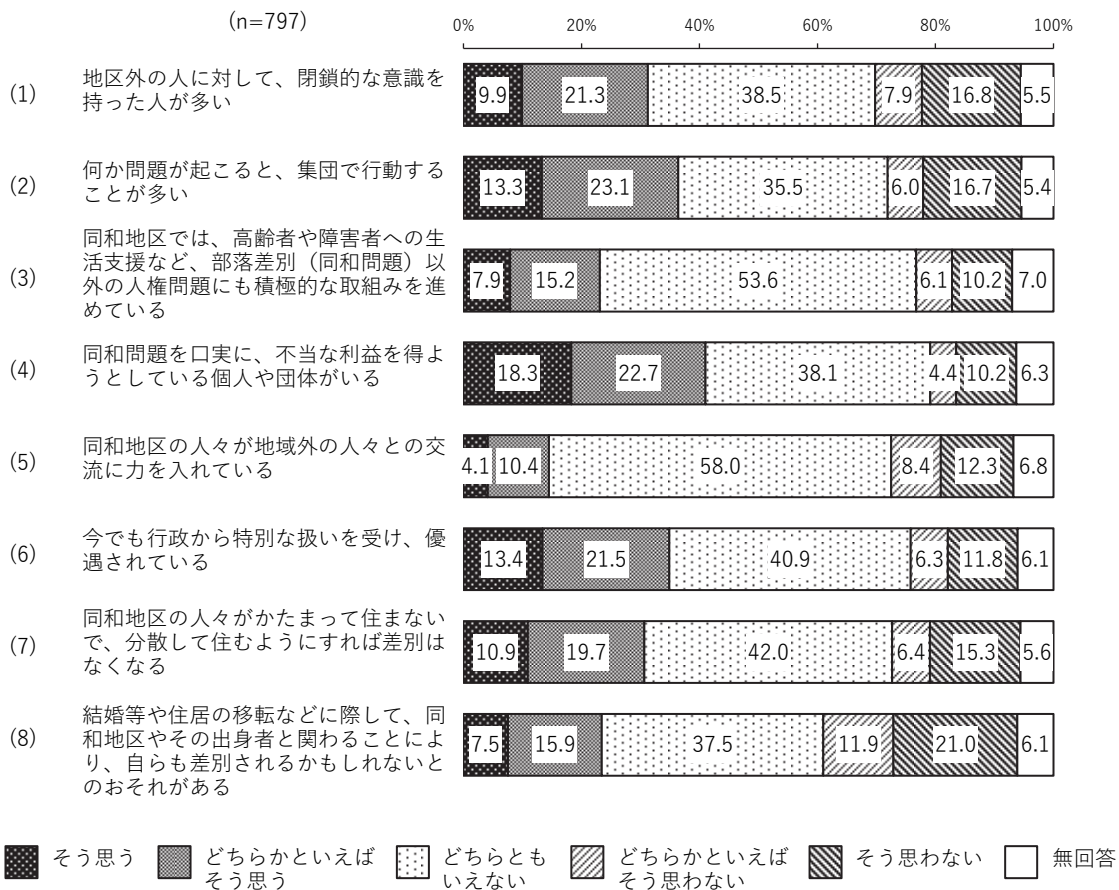 (n=797)
0% 20% 40% 60% 80% 100%
(1) 地区外の人に対して、閉鎖的な意識を
持った人が多い
9.9 21.3 38.5 7.9 16.8 5.5
(2) 何か問題が起こると、集団で行動する
ことが多い
13.3 23.1 35.5 6.0 16.7 5.4
(3) 同和地区では、高齢者や障害者への生
活支援など、部落差別（同和問題）以
外の人権問題にも積極的な取組みを進
めている
7.9 15.2 53.6 6.1 10.2 7.0
(4) 同和問題を口実に、不当な利益を得よ
うとしている個人や団体がいる
18.3 22.7 38.1 4.4 10.2 6.3
(5) 同和地区の人々が地域外の人々との交
流に力を入れている
4.1 10.4 58.0 8.4 12.3 6.8
(6) 今でも行政から特別な扱いを受け、優
遇されている
13.4 21.5 40.9 6.3 11.8 6.1
(7) 同和地区の人々がかたまって住まない
で、分散して住むようにすれば差別は
なくなる
10.9 19.7 42.0 6.4 15.3 5.6
(8) 結婚等や住居の移転などに際して、同
和地区やその出身者と関わることによ
り、自らも差別されるかもしれないと
のおそれがある
7.5 15.9 37.5 11.9 21.0 6.1
そう思う
どちらかといえば
そう思う
どちらとも
いえない
どちらかといえば
そう思わない
そう思わない
無回答